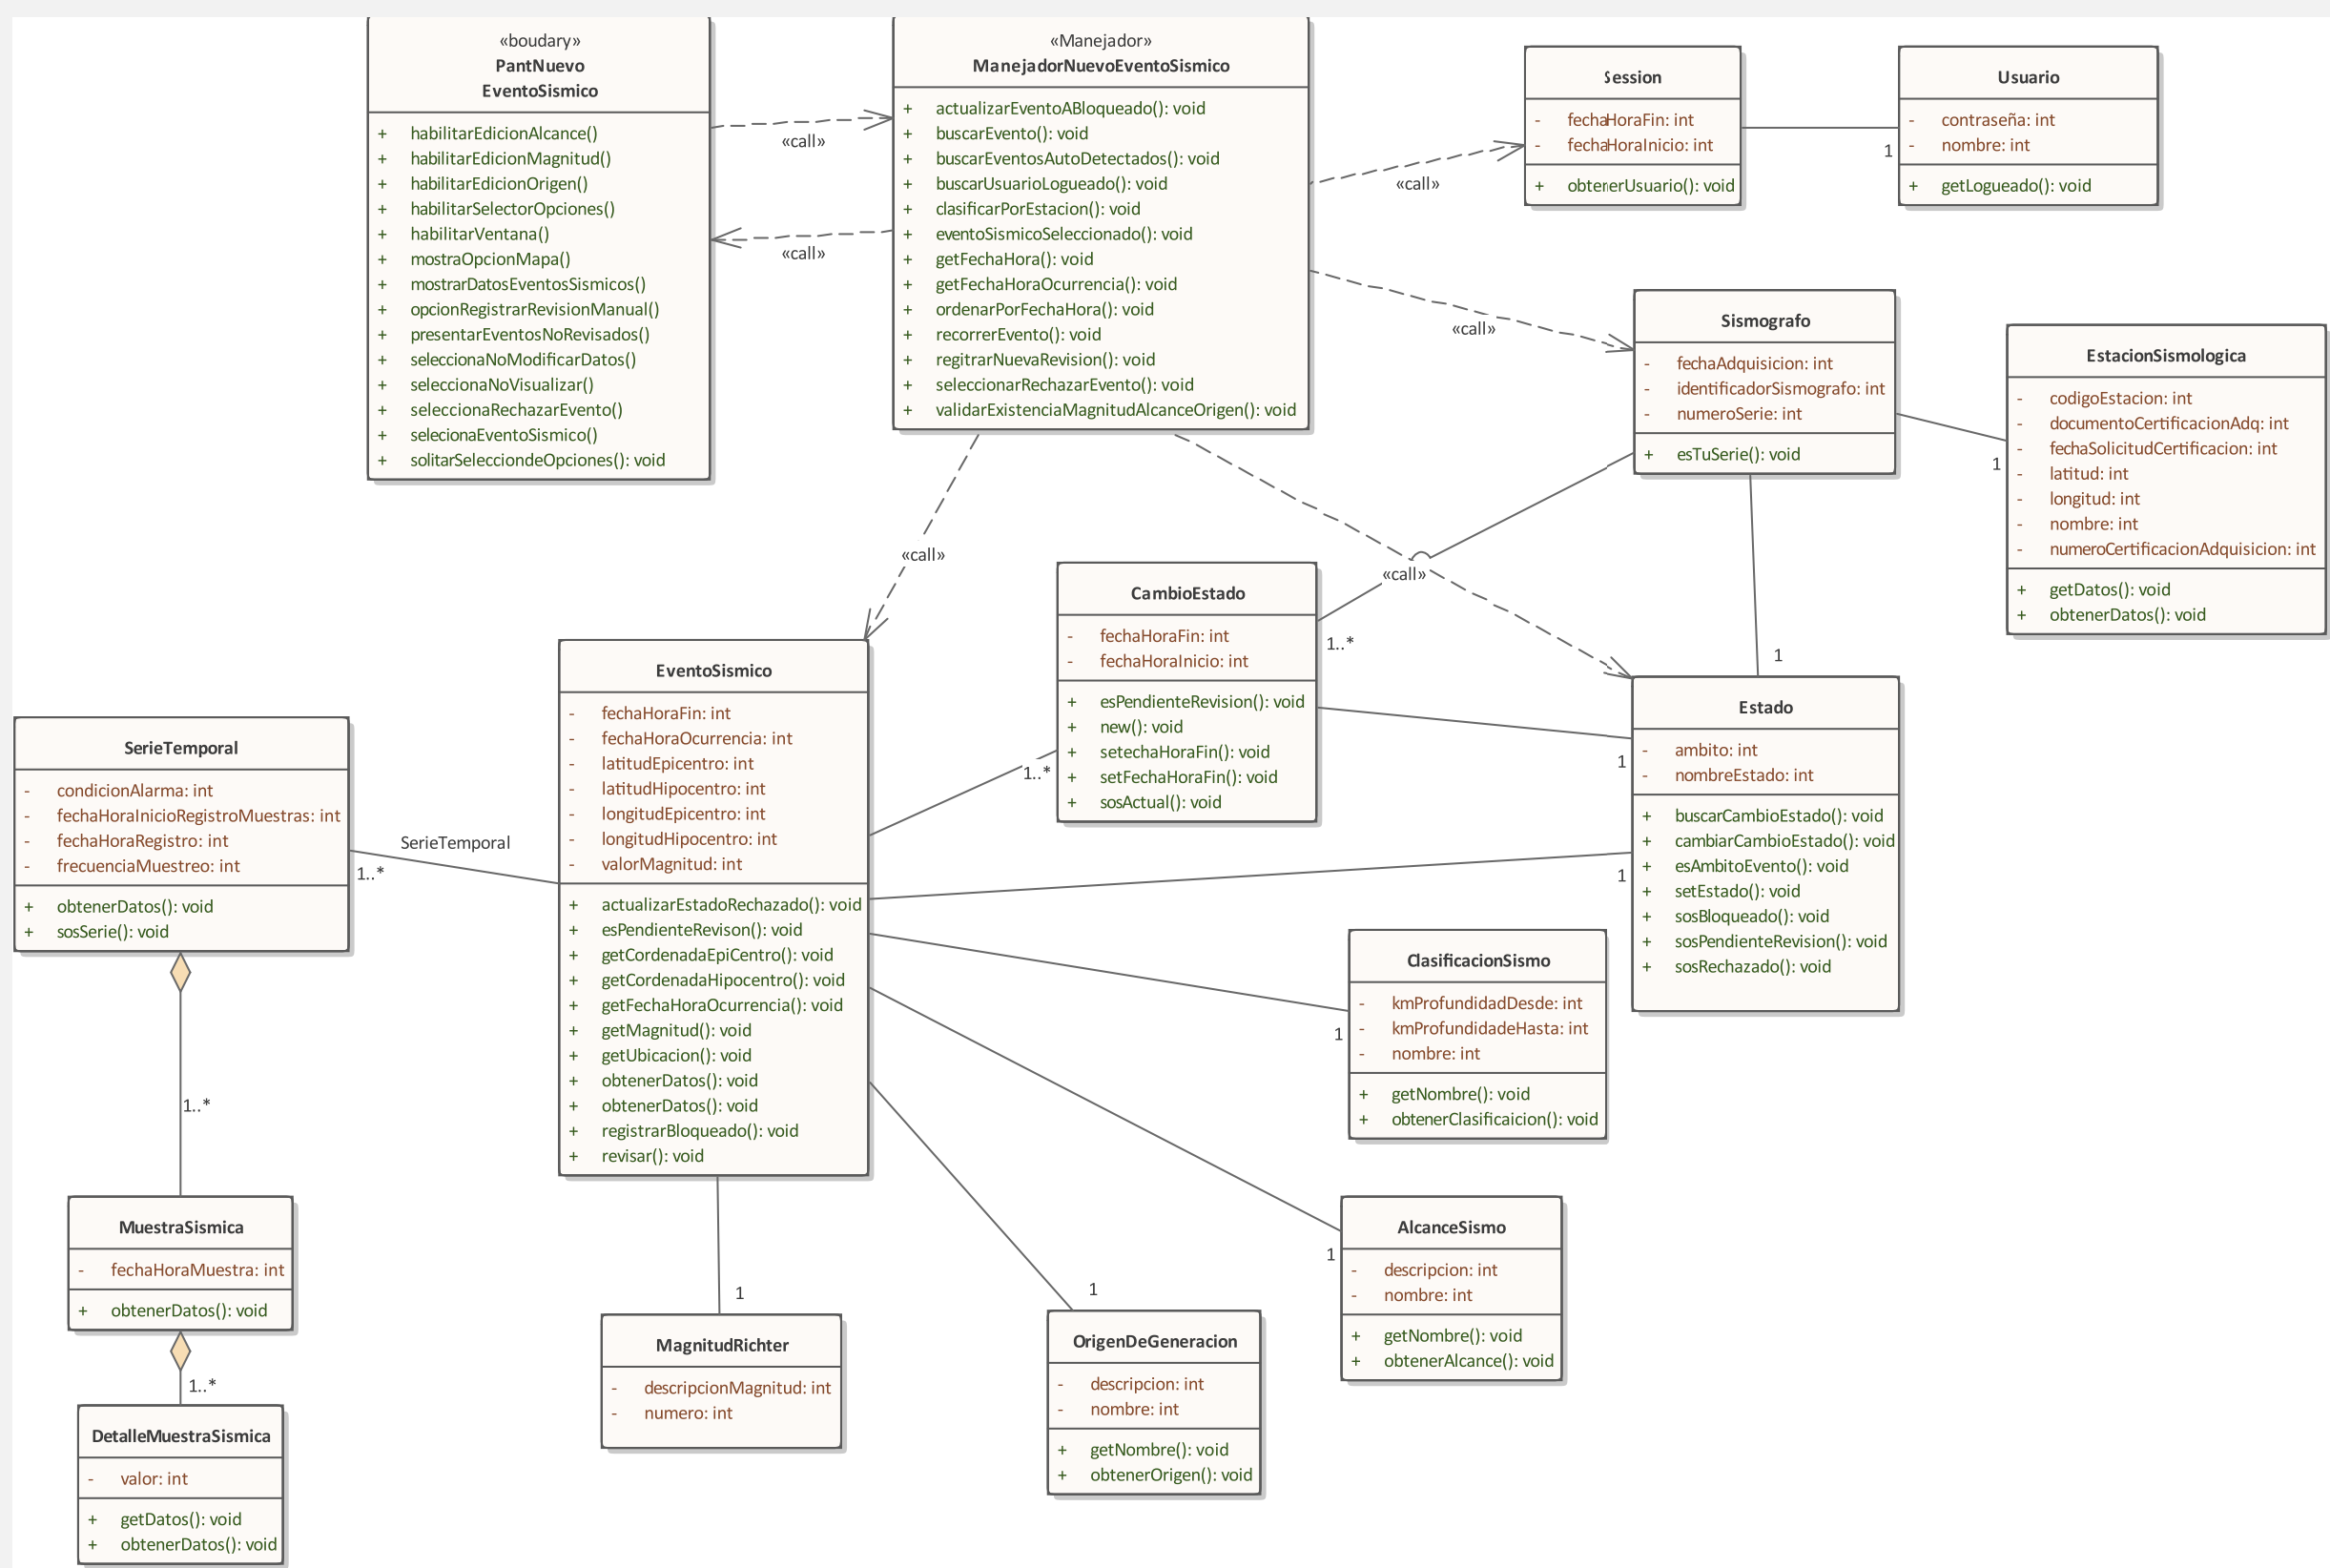 «boudary»
PantNuevo
EventoSismico
+ habilitarEdicionAlcance()
+ habilitarEdicionMagnitud()
+ habilitarEdicionOrigen()
+ habilitarSelectorOpciones()
+ habilitarVentana()
+ mostraOpcionMapa()
+ mostrarDatosEventosSismicos()
+ opcionRegistrarRevisionManual()
+ presentarEventosNoRevisados()
+ seleccionaNoModificarDatos()
+ seleccionaNoVisualizar()
+ seleccionaRechazarEvento()
+ selecionaEventoSismico()
+ solitarSelecciondeOpciones(): void
«call»
«call»
«Manejador»
ManejadorNuevoEventoSismico
+ actualizarEventoABloqueado(): void
+ buscarEvento(): void
+ buscarEventosAutoDetectados(): void
+ buscarUsuarioLogueado(): void
+ clasificarPorEstacion(): void
+ eventoSismicoSeleccionado(): void
+ getFechaHora(): void
+ getFechaHoraOcurrencia(): void
+ ordenarPorFechaHora(): void
+ recorrerEvento(): void
+ regitrarNuevaRevision(): void
+ seleccionarRechazarEvento(): void
+ validarExistenciaMagnitudAlcanceOrigen(): void
«call»
Session
- fechaHoraFin: int
- fechaHoraInicio: int
+ obtenerUsuario(): void
1
Usuario
- contraseña: int
- nombre: int
+ getLogueado(): void
«call»
Sismografo
- fechaAdquisicion: int
- identificadorSismografo: int
- numeroSerie: int
+ esTuSerie(): void
1
EstacionSismologica
- codigoEstacion: int
- documentoCertificacionAdq: int
- fechaSolicitudCertificacion: int
- latitud: int
- longitud: int
- nombre: int
- numeroCertificacionAdquisicion: int
+ getDatos(): void
+ obtenerDatos(): void
«call»
«call»
CambioEstado
- fechaHoraFin: int
- fechaHoraInicio: int
+ esPendienteRevision(): void
+ new(): void
+ setechaHoraFin(): void
+ setFechaHoraFin(): void
+ sosActual(): void
1..*
1..*
1
1
1
Estado
- ambito: int
- nombreEstado: int
+ buscarCambioEstado(): void
+ cambiarCambioEstado(): void
+ esAmbitoEvento(): void
+ setEstado(): void
+ sosBloqueado(): void
+ sosPendienteRevision(): void
+ sosRechazado(): void
EventoSismico
- fechaHoraFin: int
- fechaHoraOcurrencia: int
- latitudEpicentro: int
- latitudHipocentro: int
- longitudEpicentro: int
- longitudHipocentro: int
- valorMagnitud: int
+ actualizarEstadoRechazado(): void
+ esPendienteRevison(): void
+ getCordenadaEpiCentro(): void
+ getCordenadaHipocentro(): void
+ getFechaHoraOcurrencia(): void
+ getMagnitud(): void
+ getUbicacion(): void
+ obtenerDatos(): void
+ obtenerDatos(): void
+ registrarBloqueado(): void
+ revisar(): void
SerieTemporal
- condicionAlarma: int
- fechaHoraInicioRegistroMuestras: int
- fechaHoraRegistro: int
- frecuenciaMuestreo: int
+ obtenerDatos(): void
+ sosSerie(): void
SerieTemporal
1..*
1..*
MuestraSismica
- fechaHoraMuestra: int
+ obtenerDatos(): void
1..*
DetalleMuestraSismica
- valor: int
+ getDatos(): void
+ obtenerDatos(): void
1
ClasificacionSismo
- kmProfundidadDesde: int
- kmProfundidadeHasta: int
- nombre: int
+ getNombre(): void
+ obtenerClasificaicion(): void
1
AlcanceSismo
- descripcion: int
- nombre: int
+ getNombre(): void
+ obtenerAlcance(): void
1
MagnitudRichter
- descripcionMagnitud: int
- numero: int
1
OrigenDeGeneracion
- descripcion: int
- nombre: int
+ getNombre(): void
+ obtenerOrigen(): void